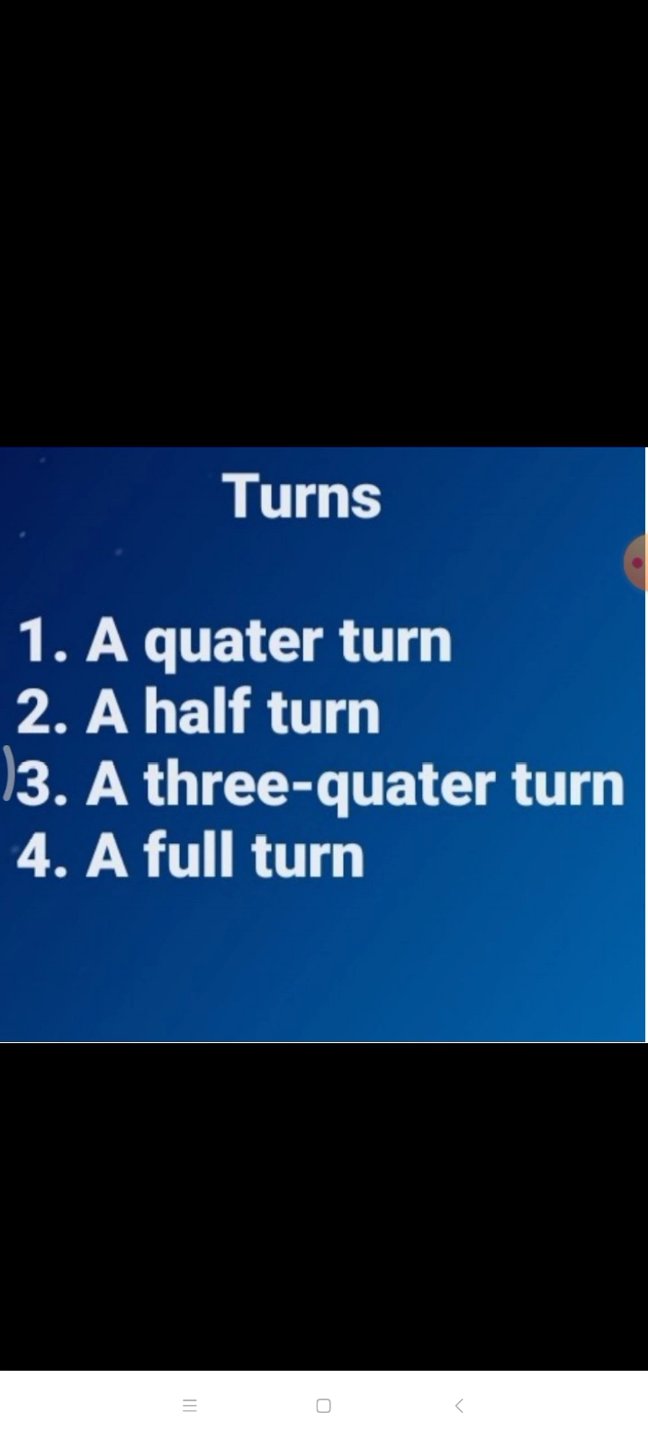 Turns
1. A quater turn
2. A half turn
3. A three-quater turn
4. A full turn